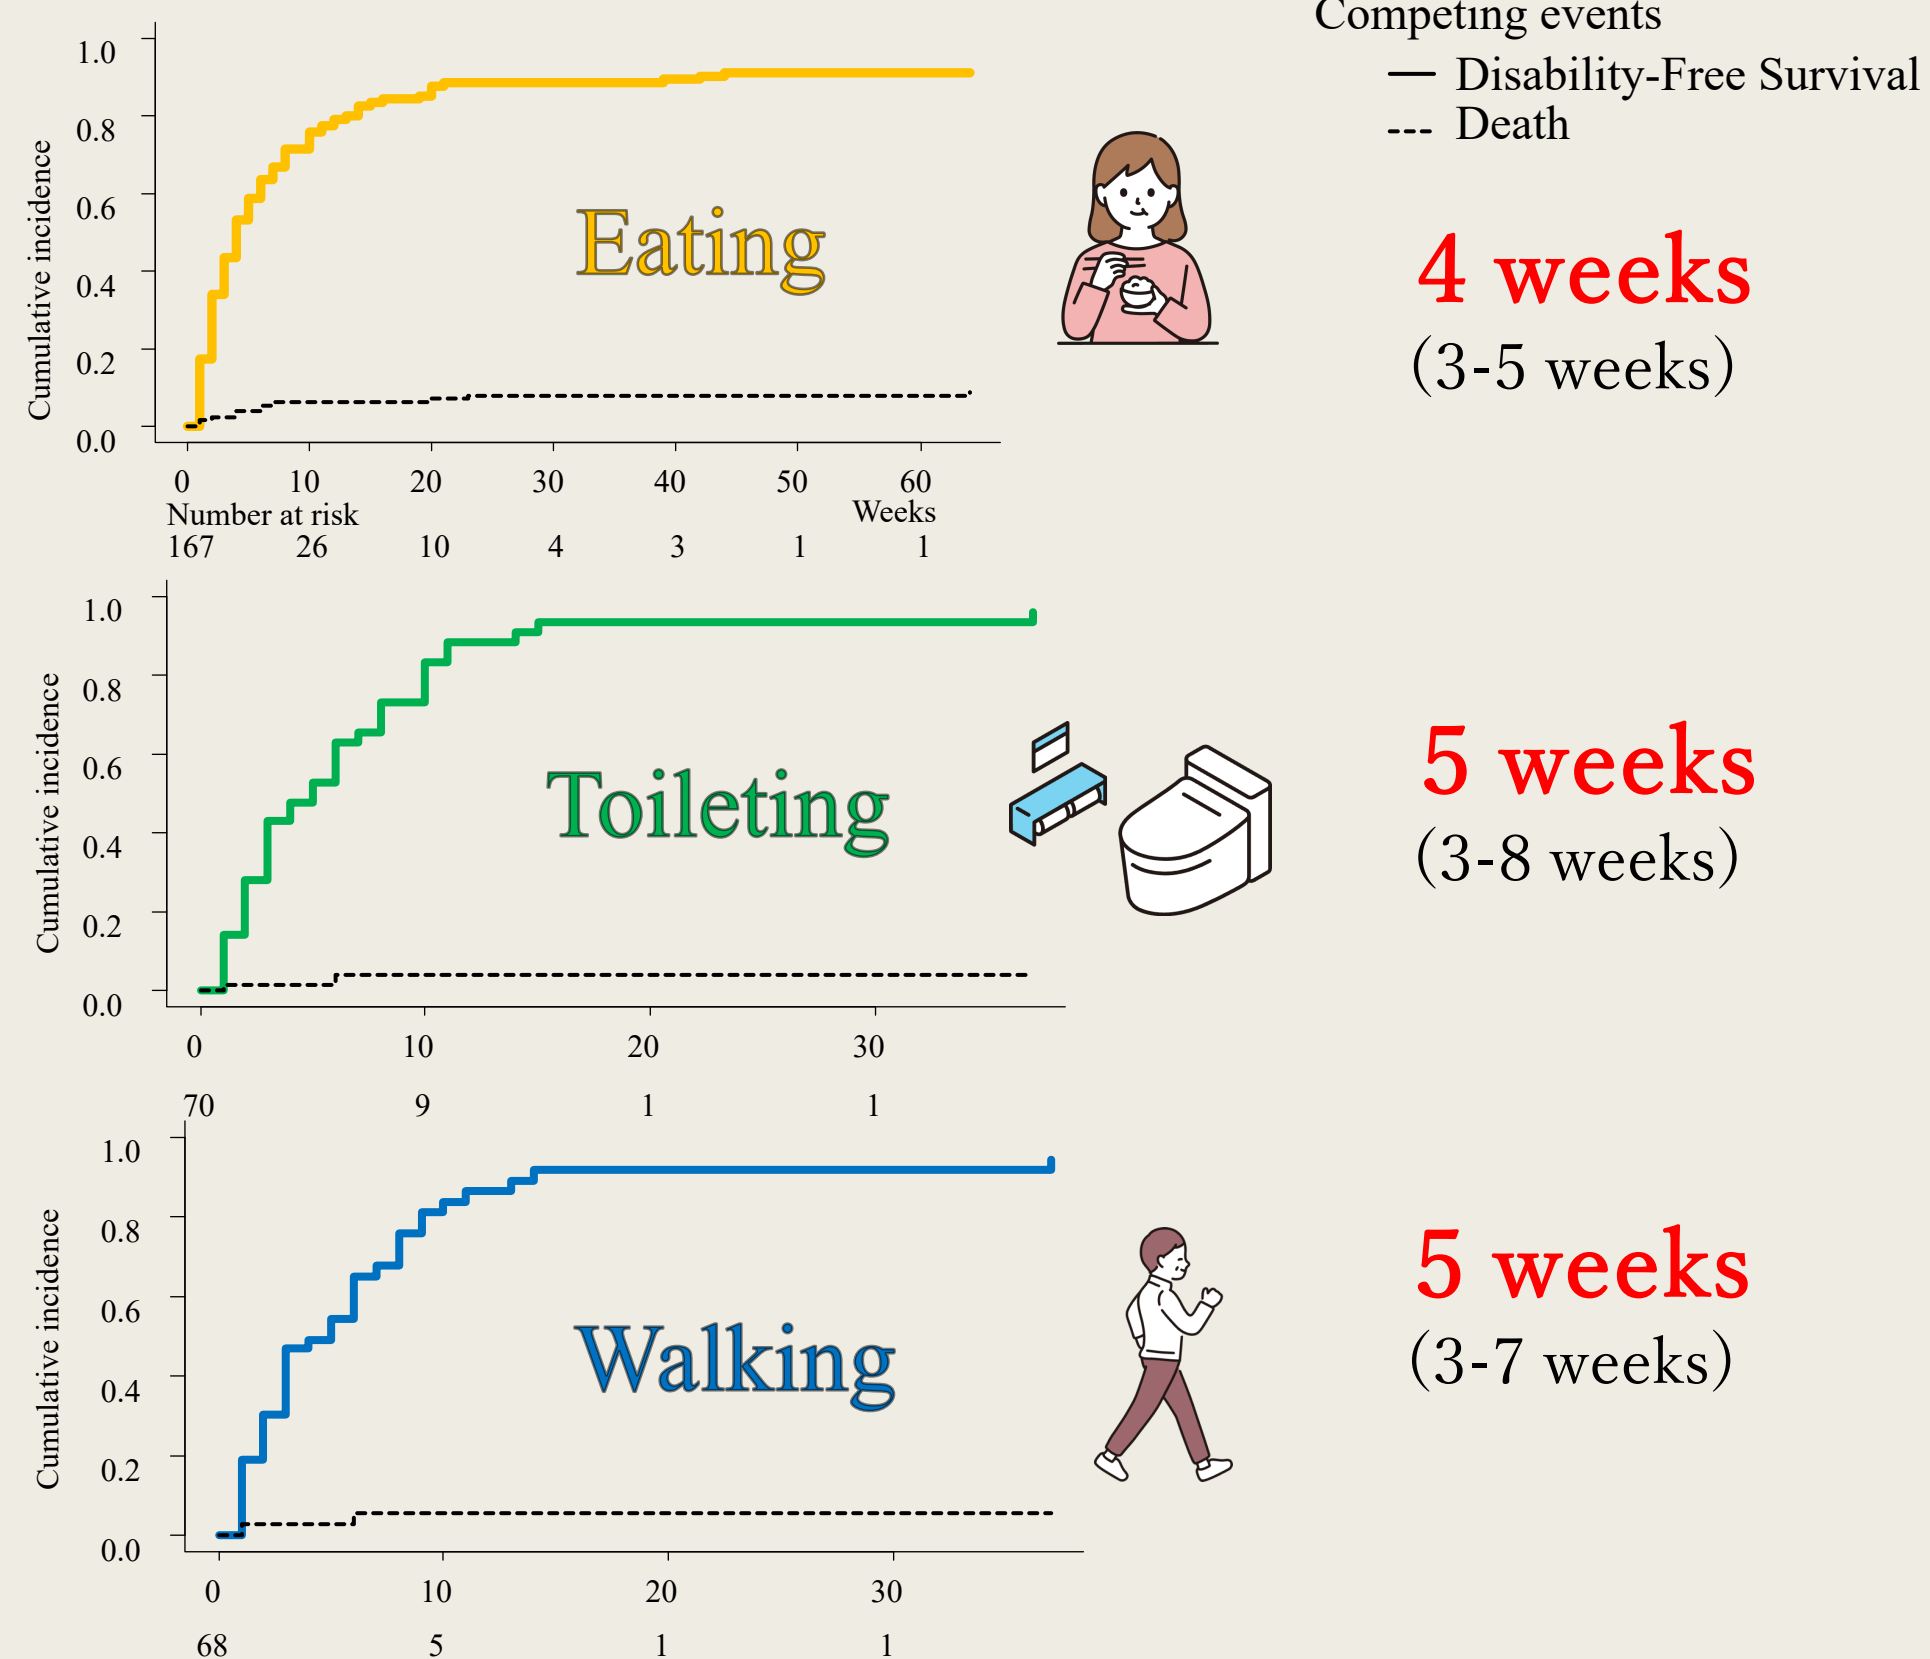 Competing events
Disability-Free Survival
Death
Cumulative incidence
1.0
0.8
0.6
0.4
0.2
0.0
Eating
4 weeks
(3-5 weeks)
0 10 20 30 40 50 60
Number at risk Weeks
167 26 10 4 3 1 1
Cumulative incidence
1.0
0.8
0.6
0.4
0.2
0.0
Toileting
5 weeks
(3-8 weeks)
0 10 20 30
70 9 1 1
Cumulative incidence
1.0
0.8
0.6
0.4
0.2
0.0
Walking
5 weeks
(3-7 weeks)
0 10 20 30
68 5 1 1